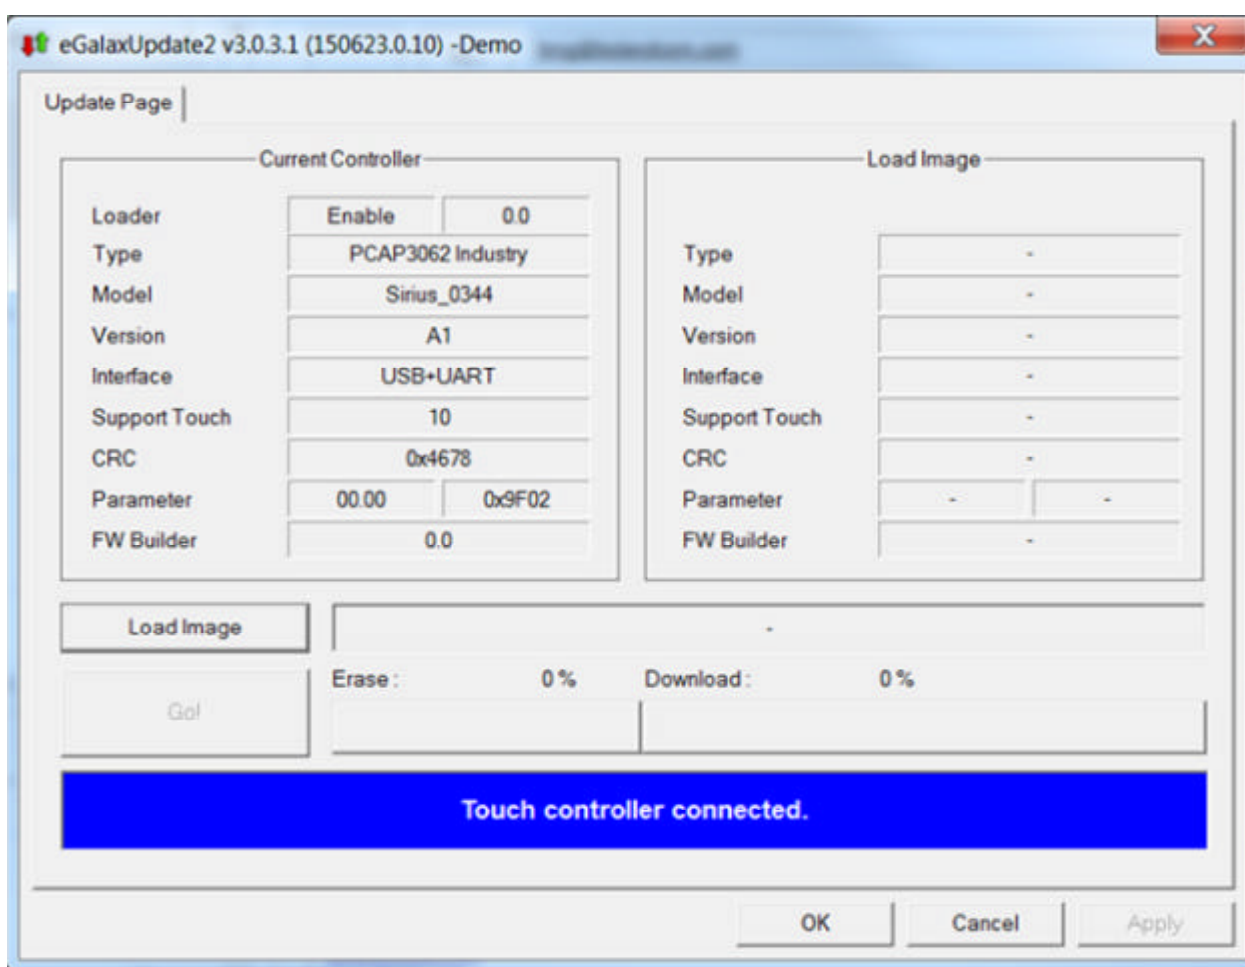 eGalaxUpdate2 v3.0.3.1 (150623.0.10) -Demo
Update Page
Current Controller
Loader Enable 0.0
Type PCAP3062 Industry
Model Sirius_0344
Version A1
Interface USB+UART
Support Touch 10
CRC 0x4678
Parameter 00.00 0x9F02
FW Builder 0.0
Load Image
Type -
Model -
Version -
Interface -
Support Touch -
CRC -
Parameter - -
FW Builder -
Load Image -
Go!
Erase : 0 % Download : 0 %
Touch controller connected.
OK Cancel Apply